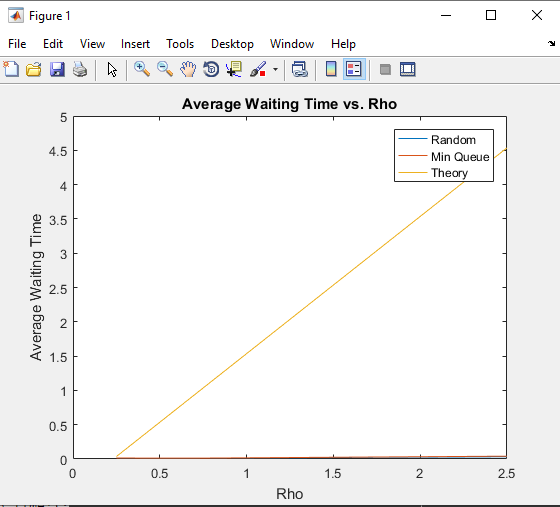 Figure 1
File Edit View Insert Tools Desktop Window Help
Average Waiting Time vs. Rho
Random
Min Queue
Theory
Average Waiting Time
5
4.5
4
3.5
3
2.5
2
1.5
1
0.5
0
0 0.5 1 1.5 2 2.5
Rho